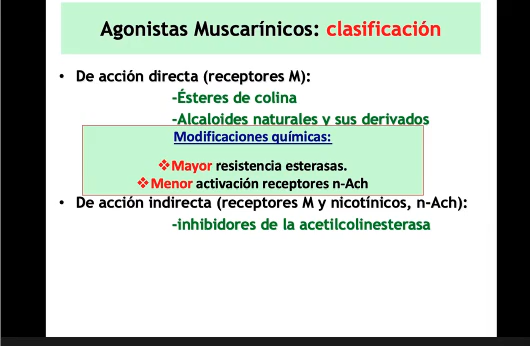 Agonistas Muscarínicos: clasificación
• De acción directa (receptores M):
-Ésteres de colina
-Alcaloides naturales y sus derivados
Modificaciones químicas:
❖Mayor resistencia esterasas.
❖Menor activación receptores n-Ach
• De acción indirecta (receptores M y nicotínicos, n-Ach):
-inhibidores de la acetilcolinesterasa